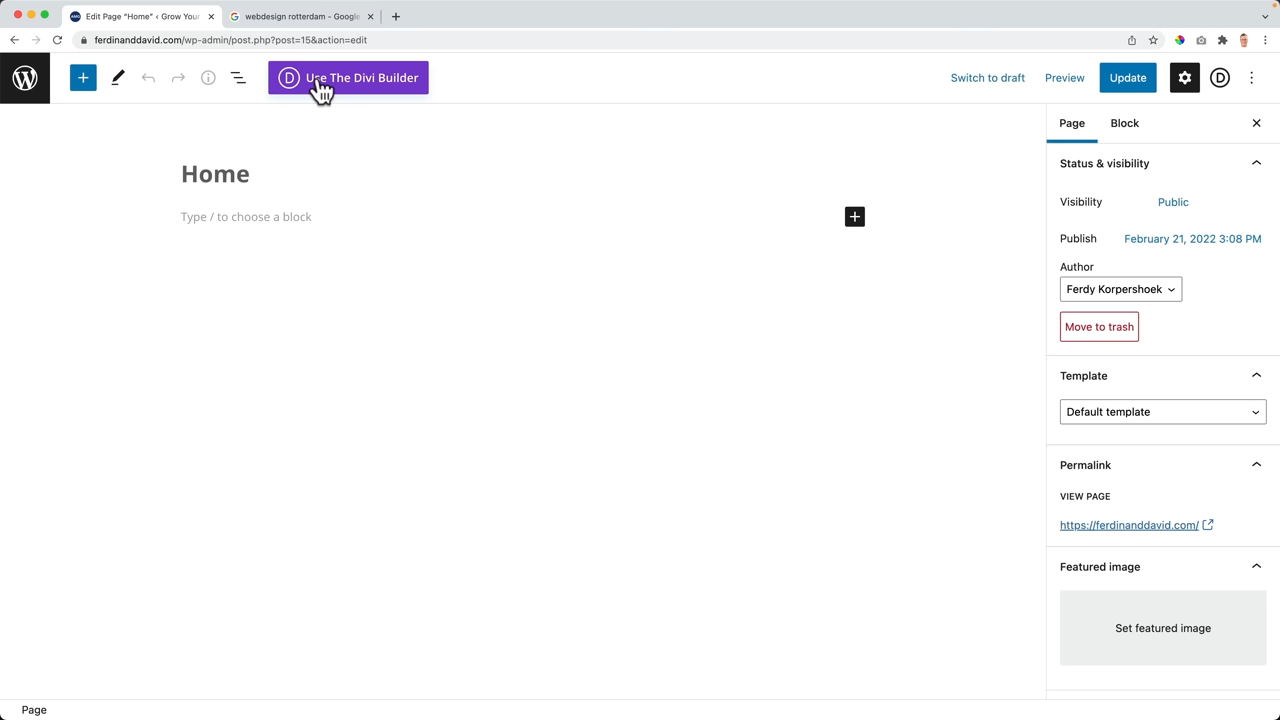 Edit Page "Home" ‹ Grow Your
webdesign rotterdam - Google
ferdinanddavid.com/wp-admin/post.php?post=15&action=edit
D Use The Divi Builder
Switch to draft
Preview
Update
D
Page
Block
Home
Type / to choose a block
Status & visibility
Visibility
Public
Publish
February 21, 2022 3:08 PM
Author
Ferdy Korpershoek
Move to trash
Template
Default template
Permalink
VIEW PAGE
https://ferdinanddavid.com/
Featured image
Set featured image
Page